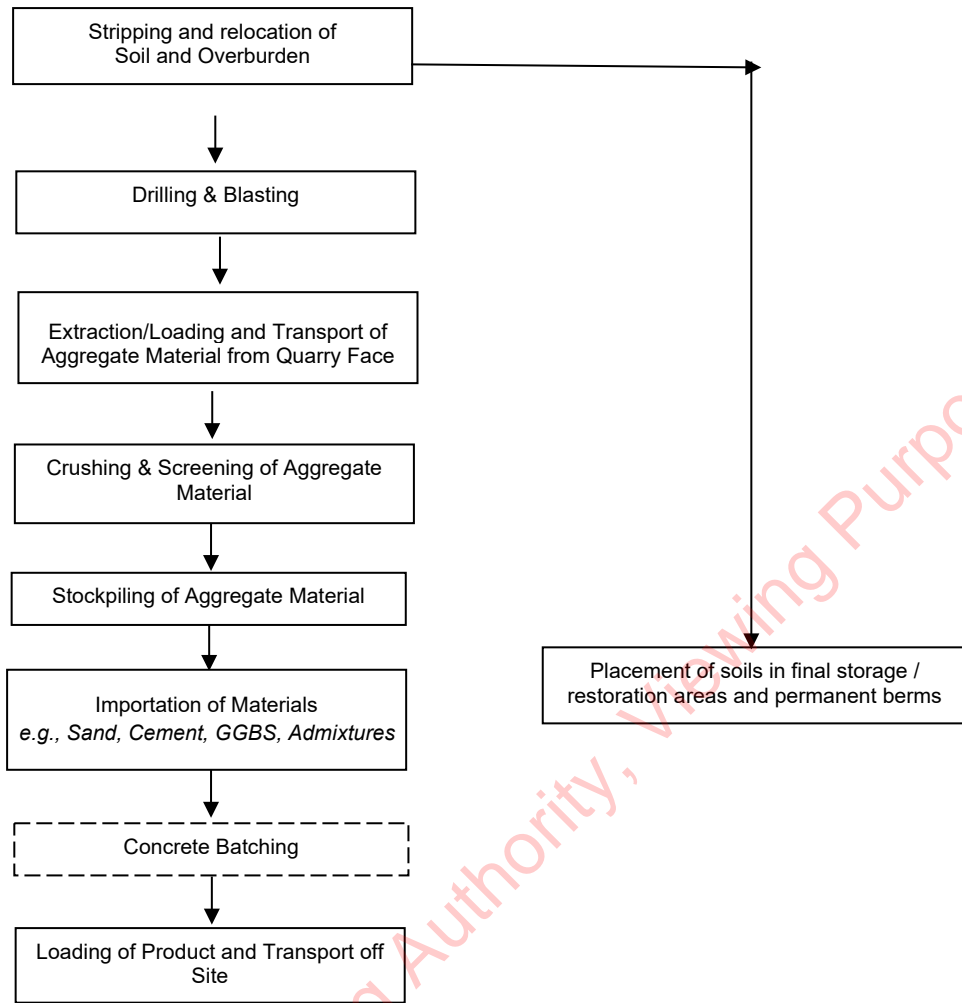 Stripping and relocation of
Soil and Overburden
Drilling & Blasting
Extraction/Loading and Transport of
Aggregate Material from Quarry Face
Crushing & Screening of Aggregate
Material
Stockpiling of Aggregate Material
Importation of Materials
e.g., Sand, Cement, GGBS, Admixtures
Concrete Batching
Loading of Product and Transport off
Site
Placement of soils in final storage /
restoration areas and permanent berms
Authority, Viewing